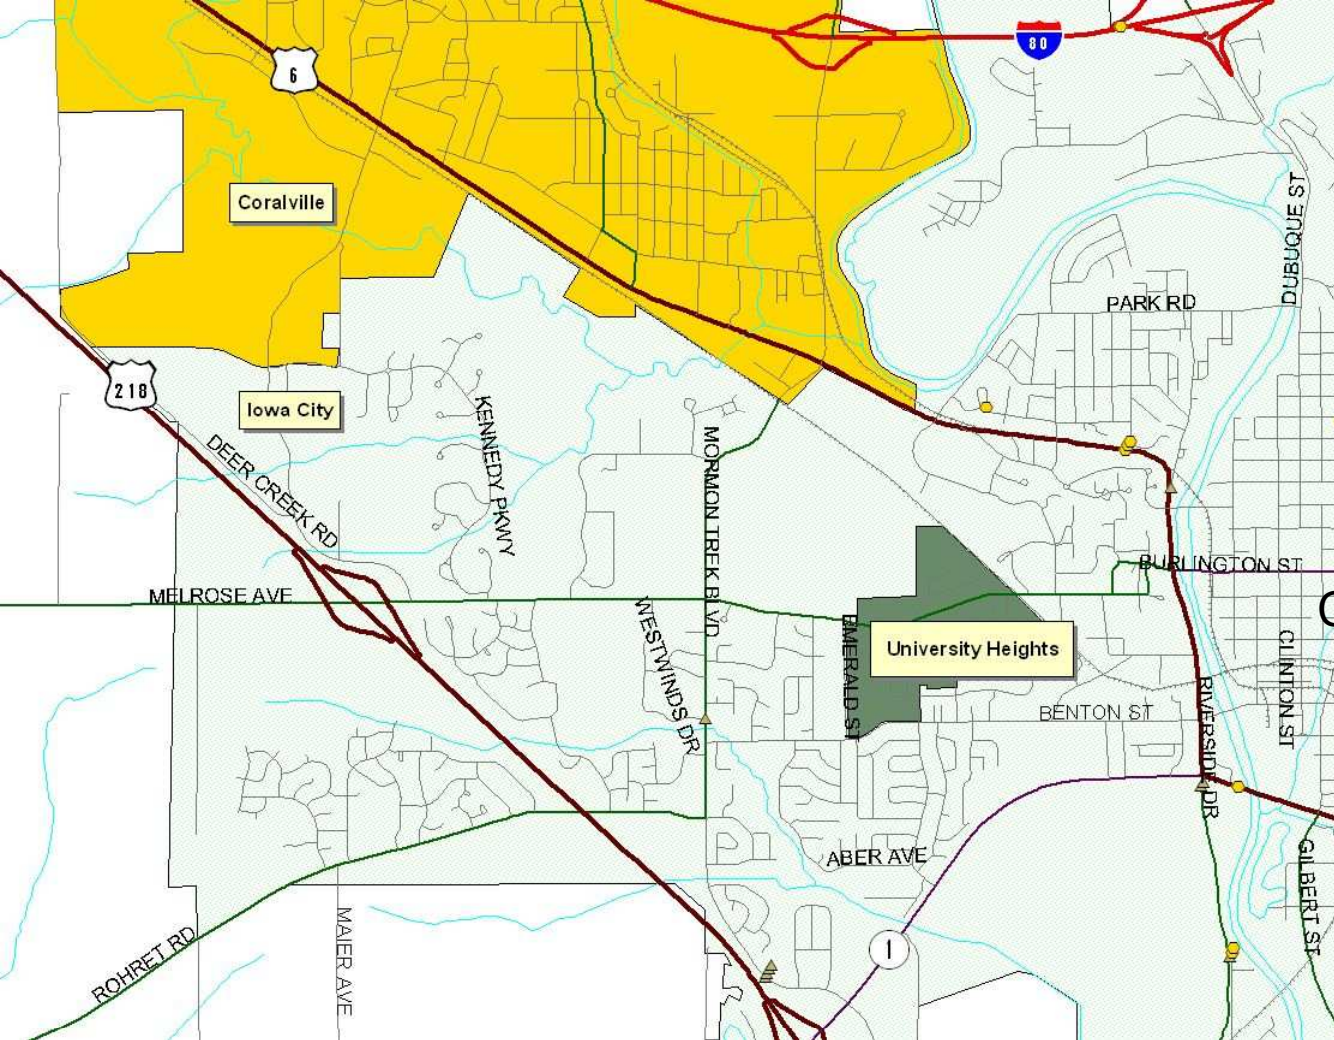 80
6
Coralville
DUBUQUE ST
PARK RD
218
Iowa City
KENNEDY PKWY
DEER CREEK RD
MORMON TREK BLVD
BURLINGTON ST
MELROSE AVE
WESTWINDS DR
EMERALD ST
University Heights
CLINTON ST
RIVERSIDE DR
BENTON ST
ABER AVE
GILBERT ST
MAIER AVE
ROHRET RD
1